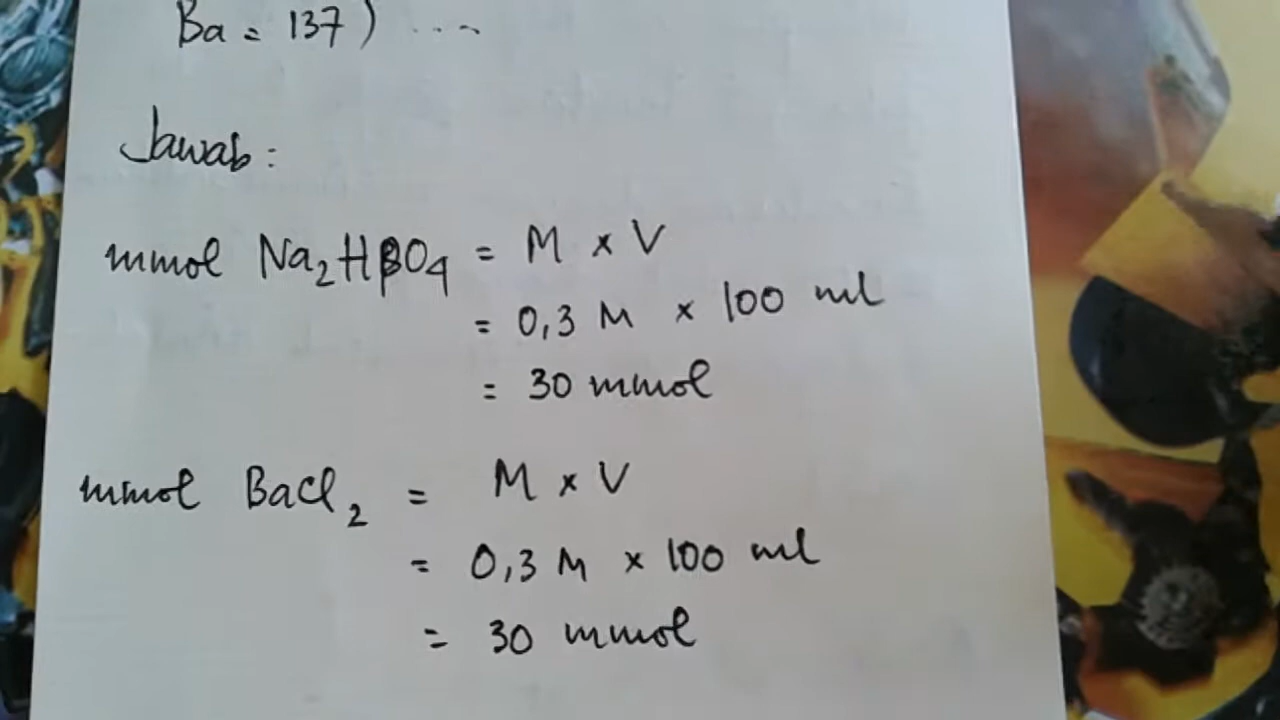 Ba = 137) ....
Jawab :
mmol Na₂HPO₄ = M × V
= 0,3 M × 100 ml
= 30 mmol
mmol BaCl₂ = M × V
= 0,3 M × 100 ml
= 30 mmol